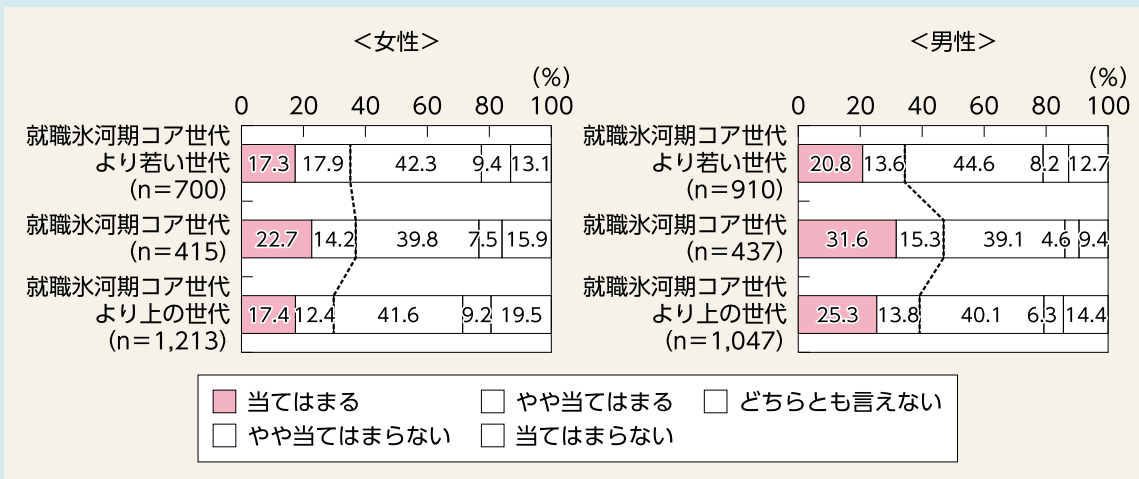 ＜女性＞
(%)
0 20 40 60 80 100
就職氷河期コア世代
より若い世代
(n＝700)
17.3 17.9 42.3 9.4 13.1
就職氷河期コア世代
(n＝415)
22.7 14.2 39.8 7.5 15.9
就職氷河期コア世代
より上の世代
(n＝1,213)
17.4 12.4 41.6 9.2 19.5
＜男性＞
(%)
0 20 40 60 80 100
就職氷河期コア世代
より若い世代
(n＝910)
20.8 13.6 44.6 8.2 12.7
就職氷河期コア世代
(n＝437)
31.6 15.3 39.1 4.6 9.4
就職氷河期コア世代
より上の世代
(n＝1,047)
25.3 13.8 40.1 6.3 14.4
当てはまる やや当てはまる どちらとも言えない
やや当てはまらない 当てはまらない